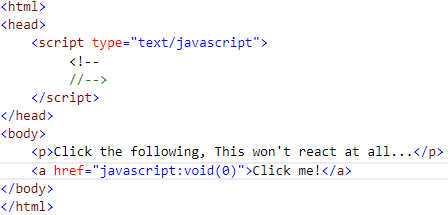 <html>
<head>
<script type="text/javascript">
<!--
//-->
</script>
</head>
<body>
<p>Click the following, This won't react at all...</p>
<a href="javascript:void(0)">Click me!</a>
</body>
</html>